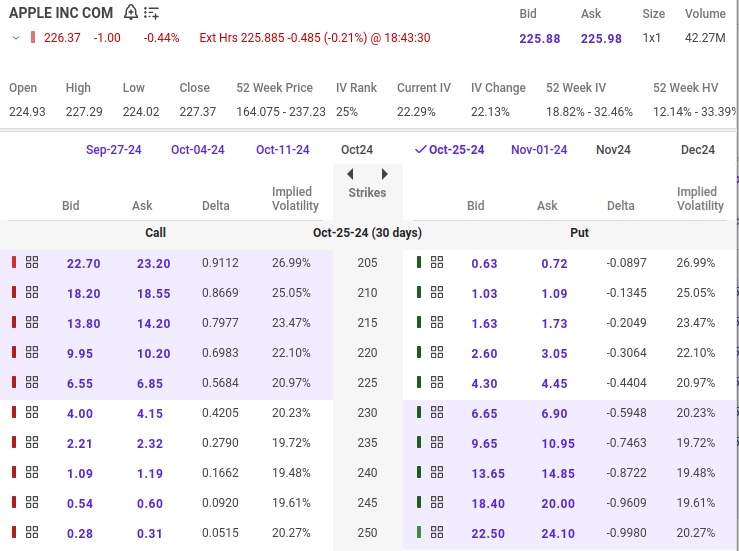 APPLE INC COM Bid Ask Size Volume
226.37 -1.00 -0.44% Ext Hrs 225.885 -0.485 (-0.21%) @ 18:43:30 225.88 225.98 1x1 42.27M
Open High Low Close 52 Week Price IV Rank Current IV IV Change 52 Week IV 52 Week HV
224.93 227.29 224.02 227.37 164.075 - 237.23 25% 22.29% 22.13% 18.82% - 32.46% 12.14% - 33.39%
Sep-27-24 Oct-04-24 Oct-11-24 Oct24 Oct-25-24 Nov-01-24 Nov24 Dec24
Bid Ask Delta Implied Volatility Strikes Bid Ask Delta Implied Volatility
Call Oct-25-24 (30 days) Put
22.70 23.20 0.9112 26.99% 205 0.63 0.72 -0.0897 26.99%
18.20 18.55 0.8669 25.05% 210 1.03 1.09 -0.1345 25.05%
13.80 14.20 0.7977 23.47% 215 1.63 1.73 -0.2049 23.47%
9.95 10.20 0.6983 22.10% 220 2.60 3.05 -0.3064 22.10%
6.55 6.85 0.5684 20.97% 225 4.30 4.45 -0.4404 20.97%
4.00 4.15 0.4205 20.23% 230 6.65 6.90 -0.5948 20.23%
2.21 2.32 0.2790 19.72% 235 9.65 10.95 -0.7463 19.72%
1.09 1.19 0.1662 19.48% 240 13.65 14.85 -0.8722 19.48%
0.54 0.60 0.0920 19.61% 245 18.40 20.00 -0.9609 19.61%
0.28 0.31 0.0515 20.27% 250 22.50 24.10 -0.9980 20.27%